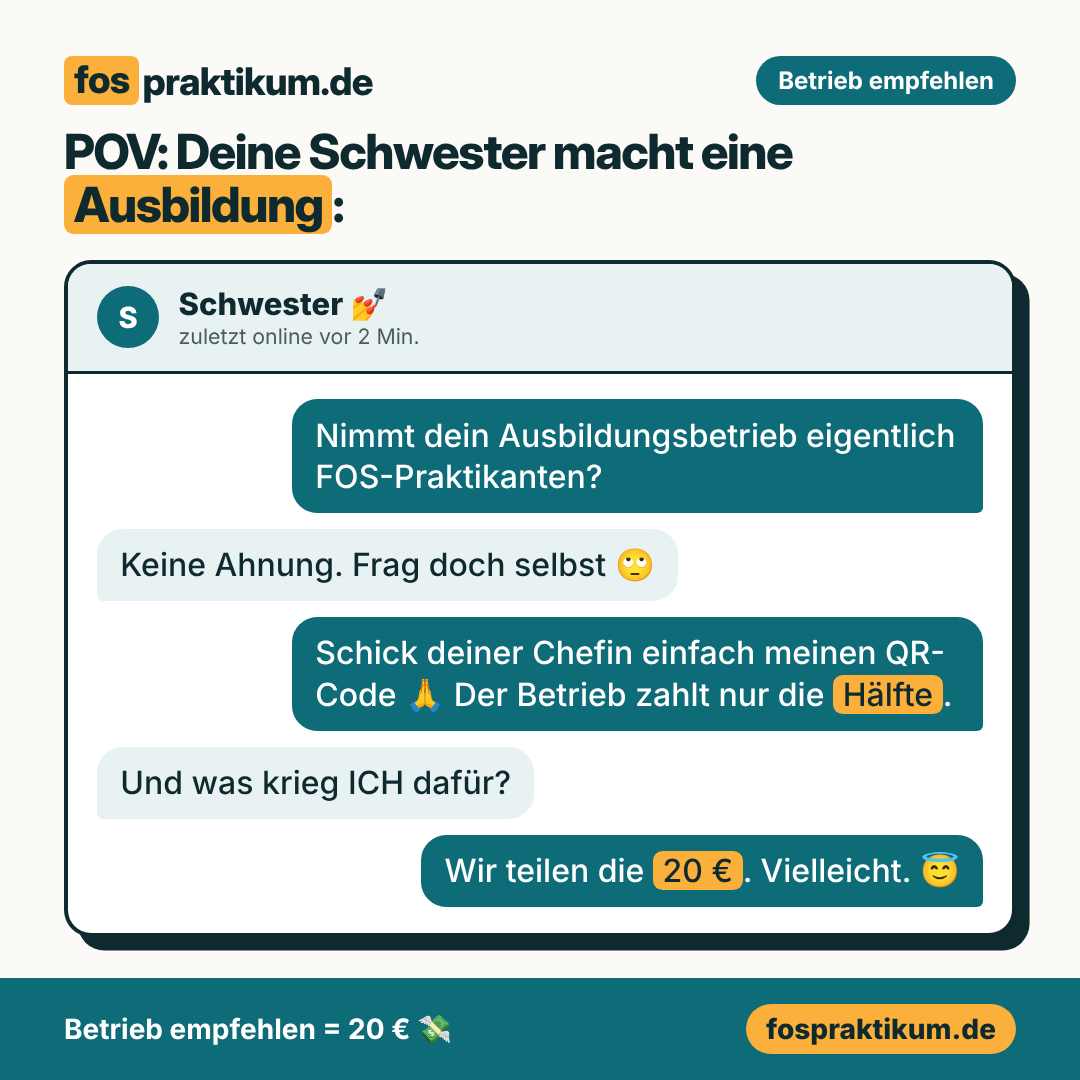 fospraktikum.de
Betrieb empfehlen
POV: Deine Schwester macht eine
Ausbildung:
S
Schwester 💅
zuletzt online vor 2 Min.
Nimmt dein Ausbildungsbetrieb eigentlich
FOS-Praktikanten?
Keine Ahnung. Frag doch selbst 🙄
Schick deiner Chefin einfach meinen QR-
Code 🙏 Der Betrieb zahlt nur die Hälfte.
Und was krieg ICH dafür?
Wir teilen die 20 €. Vielleicht. 😇
Betrieb empfehlen = 20 € 💸
fospraktikum.de